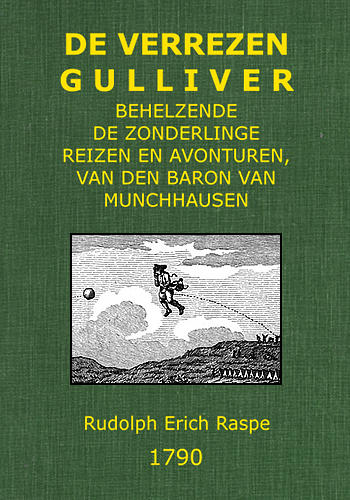 DE VERREZEN
GULLIVER
BEHELZENDE
DE ZONDERLINGE
REIZEN EN AVONTUREN,
VAN DEN BARON VAN
MUNCHHAUSEN
Rudolph Erich Raspe
1790